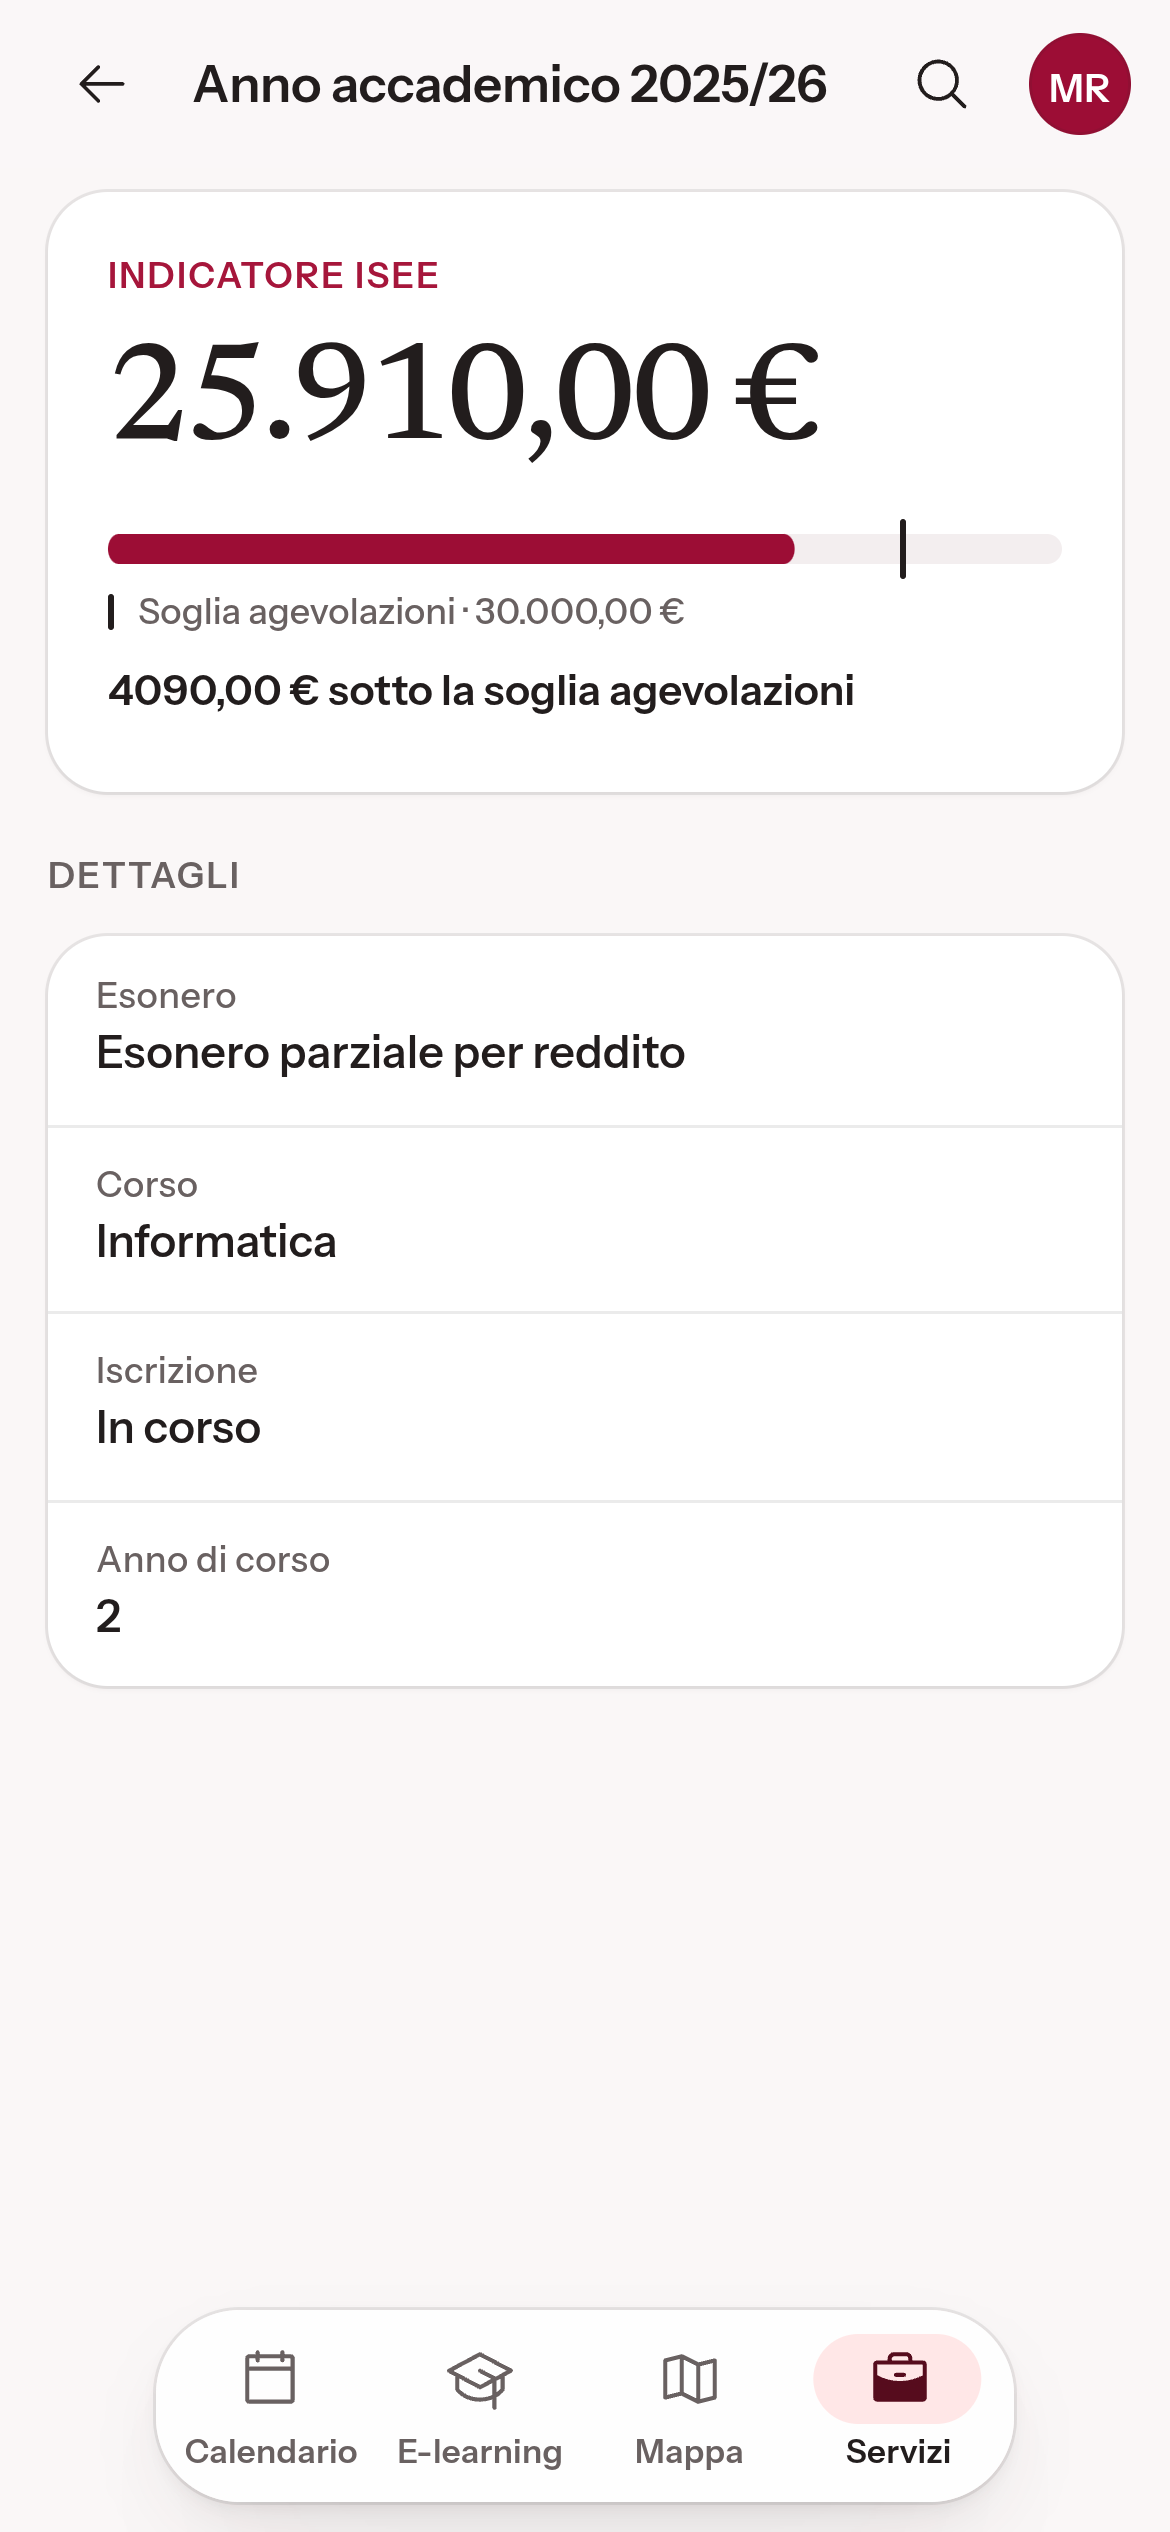 Anno accademico 2025/26
MR
INDICATORE ISEE
25.910,00 €
Soglia agevolazioni · 30.000,00 €
4090,00 € sotto la soglia agevolazioni
DETTAGLI
Esonero
Esonero parziale per reddito
Corso
Informatica
Iscrizione
In corso
Anno di corso
2
Calendario
E-learning
Mappa
Servizi